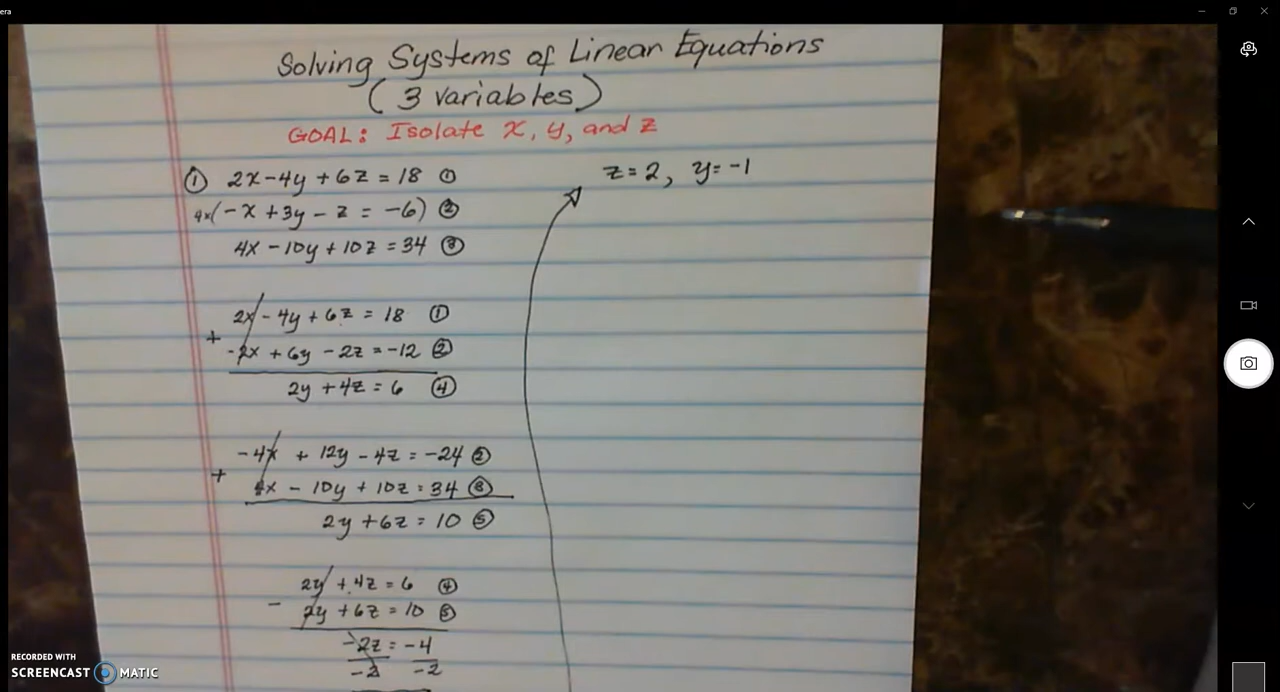 era
Solving Systems of Linear Equations
( 3 variables )
GOAL: Isolate x, y, and z
① 2x-4y+6z=18 ①
4x(-x+3y-z=-6) ②
4x-10y+10z=34 ③
2x-4y+6z=18 ①
+
-2x+6y-2z=-12 ②
2y+4z=6 ④
-4x+12y-4z=-24 ②
+
4x-10y+10z=34 ③
2y+6z=10 ⑤
2y+4z=6 ④
-
2y+6z=10 ⑤
-2z=-4
-2 -2
z=2, y=-1
RECORDED WITH
SCREENCAST MATIC